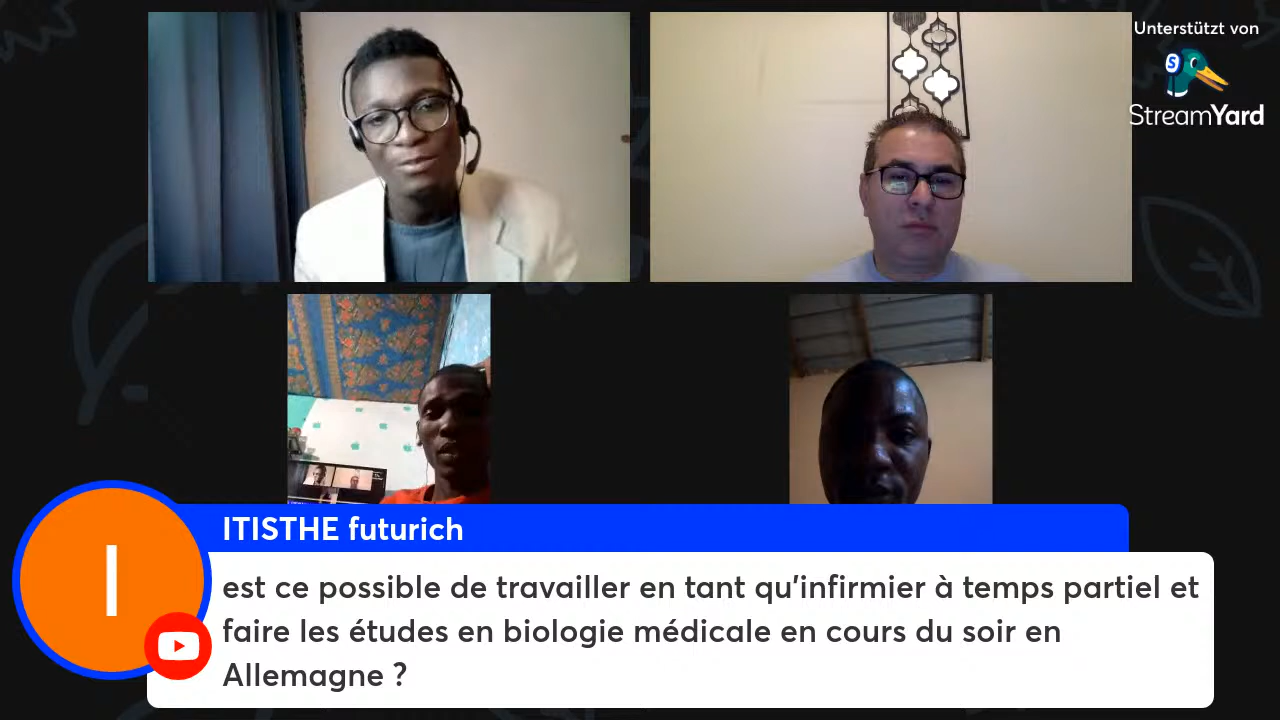 Unterstützt von
StreamYard
ITISTHE futurich
I
est ce possible de travailler en tant qu'infirmier à temps partiel et
faire les études en biologie médicale en cours du soir en
Allemagne ?